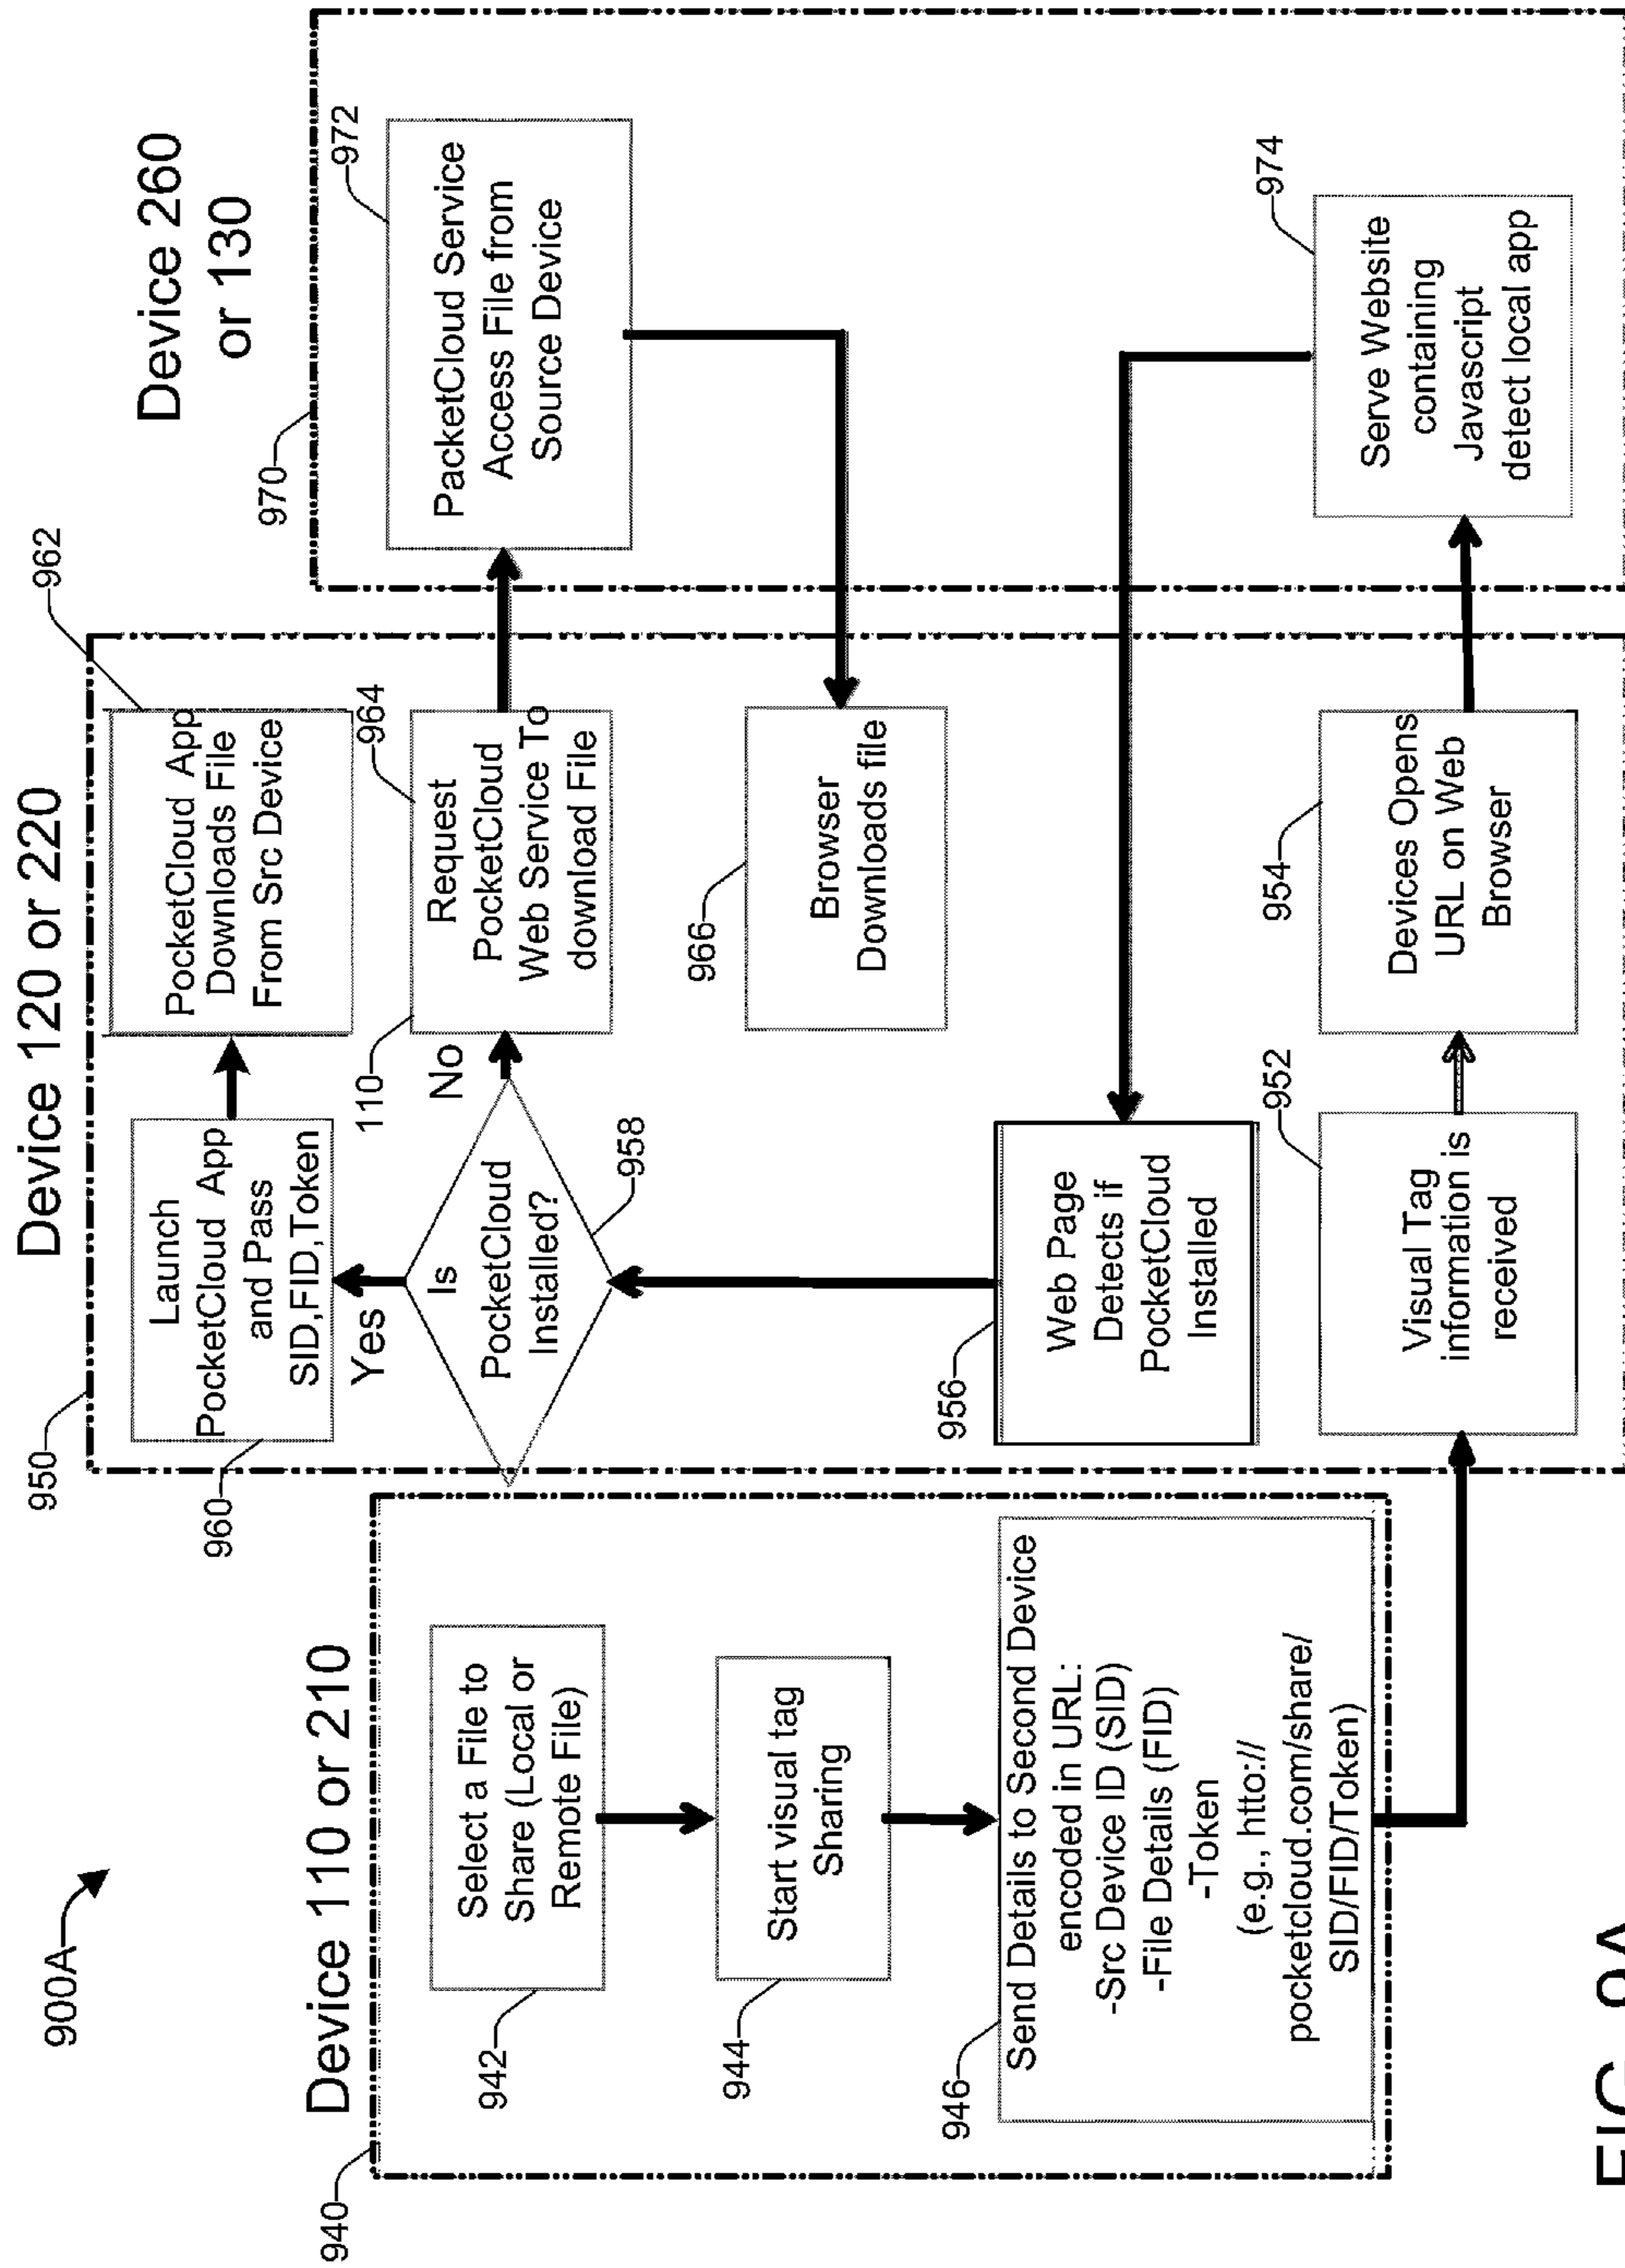 900A
Device 110 or 210
940
942
Select a File to
Share (Local or
Remote File)
944
Start visual tag
Sharing
946
Send Details to Second Device
encoded in URL:
-Src Device ID (SID)
-File Details (FID)
-Token
(e.g., htto://
pocketcloud.com/share/
SID/FID/Token)
Device 120 or 220
950
960
Launch
PocketCloud App
and Pass
SID,FID,Token
962
PocketCloud App
Downloads File
From Src Device
Yes
Is
PocketCloud
Installed?
958
No
110
964
Request
PocketCloud
Web Service To
download File
966
Browser
Downloads file
956
Web Page
Detects if
PocketCloud
Installed
952
Visual Tag
information is
received
954
Devices Opens
URL on Web
Browser
Device 260
or 130
970
972
PacketCloud Service
Access File from
Source Device
974
Serve Website
containing
Javascript
detect local app
FIG. 9A